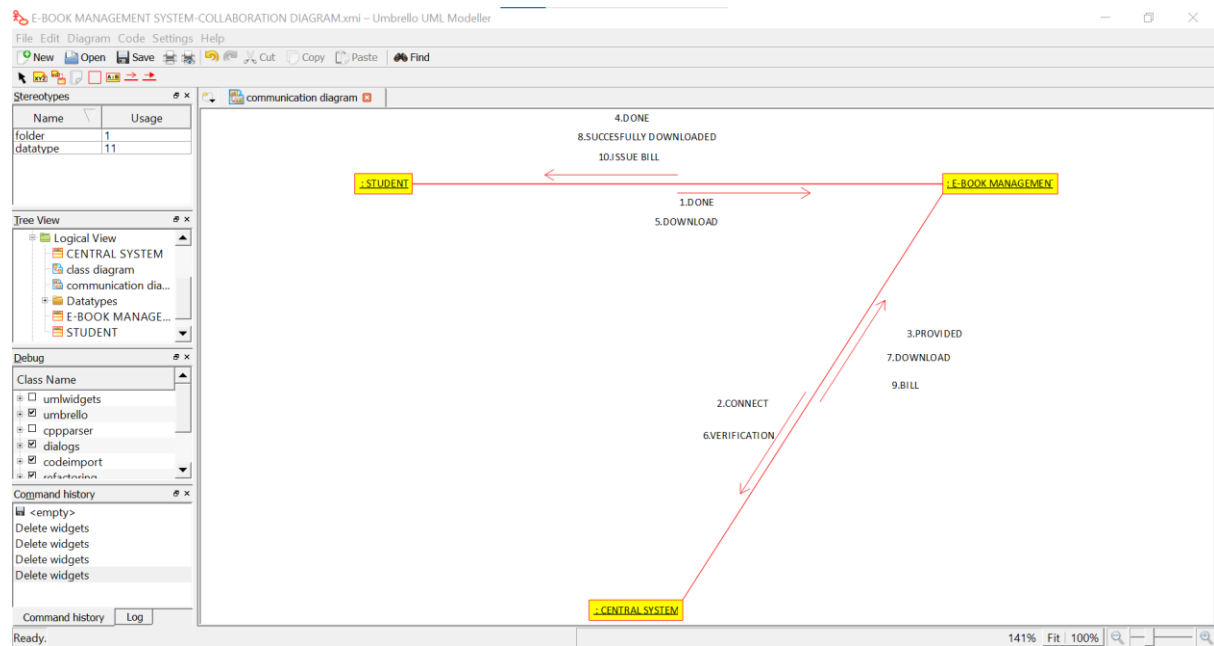 E-BOOK MANAGEMENT SYSTEM-COLLABORATION DIAGRAM.xmi – Umbrello UML Modeller
File Edit Diagram Code Settings Help
New Open Save Cut Copy Paste Find
XYZ A:B
Stereotypes
communication diagram
Name Usage
folder 1
datatype 11
Tree View
Logical View
CENTRAL SYSTEM
class diagram
communication dia...
Datatypes
E-BOOK MANAGE...
STUDENT
Debug
Class Name
umlwidgets
umbrello
cppparser
dialogs
codeimport
refactoring
Command history
<empty>
Delete widgets
Delete widgets
Delete widgets
Delete widgets
Command history Log
Ready.
4.DONE
8.SUCCESFULLY DOWNLOADED
10.ISSUE BILL
: STUDENT
: E-BOOK MANAGEMEN
1.DONE
5.DOWNLOAD
3.PROVIDED
7.DOWNLOAD
9.BILL
2.CONNECT
6.VERIFICATION
: CENTRAL SYSTEM
141% Fit 100%